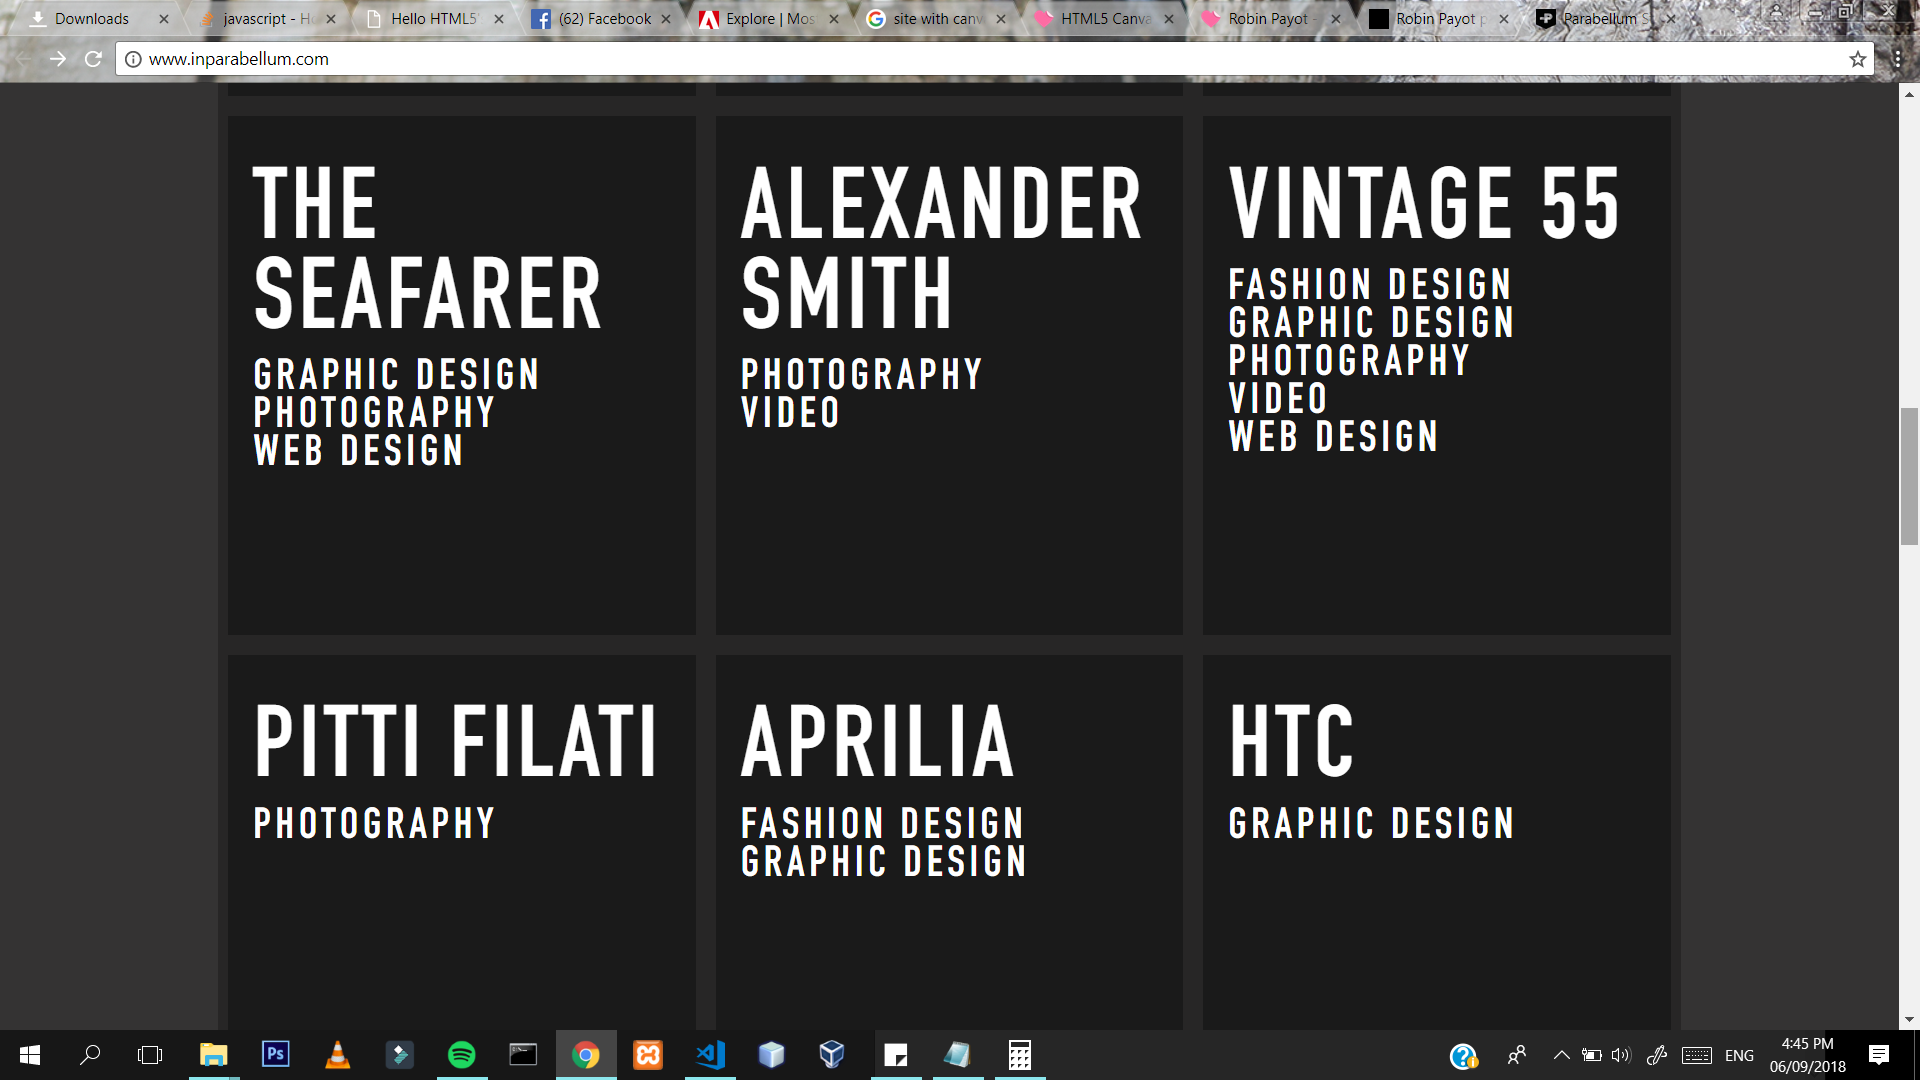 Downloads
javascript - Ho
Hello HTML5
(62) Facebook
Explore | Mos
site with canv
HTML5 Canva
Robin Payot -
Robin Payot p
Parabellum S
www.inparabellum.com
THE
SEAFARER
GRAPHIC DESIGN
PHOTOGRAPHY
WEB DESIGN
ALEXANDER
SMITH
PHOTOGRAPHY
VIDEO
VINTAGE 55
FASHION DESIGN
GRAPHIC DESIGN
PHOTOGRAPHY
VIDEO
WEB DESIGN
PITTI FILATI
PHOTOGRAPHY
APRILIA
FASHION DESIGN
GRAPHIC DESIGN
HTC
GRAPHIC DESIGN
Ps
ENG
4:45 PM
06/09/2018